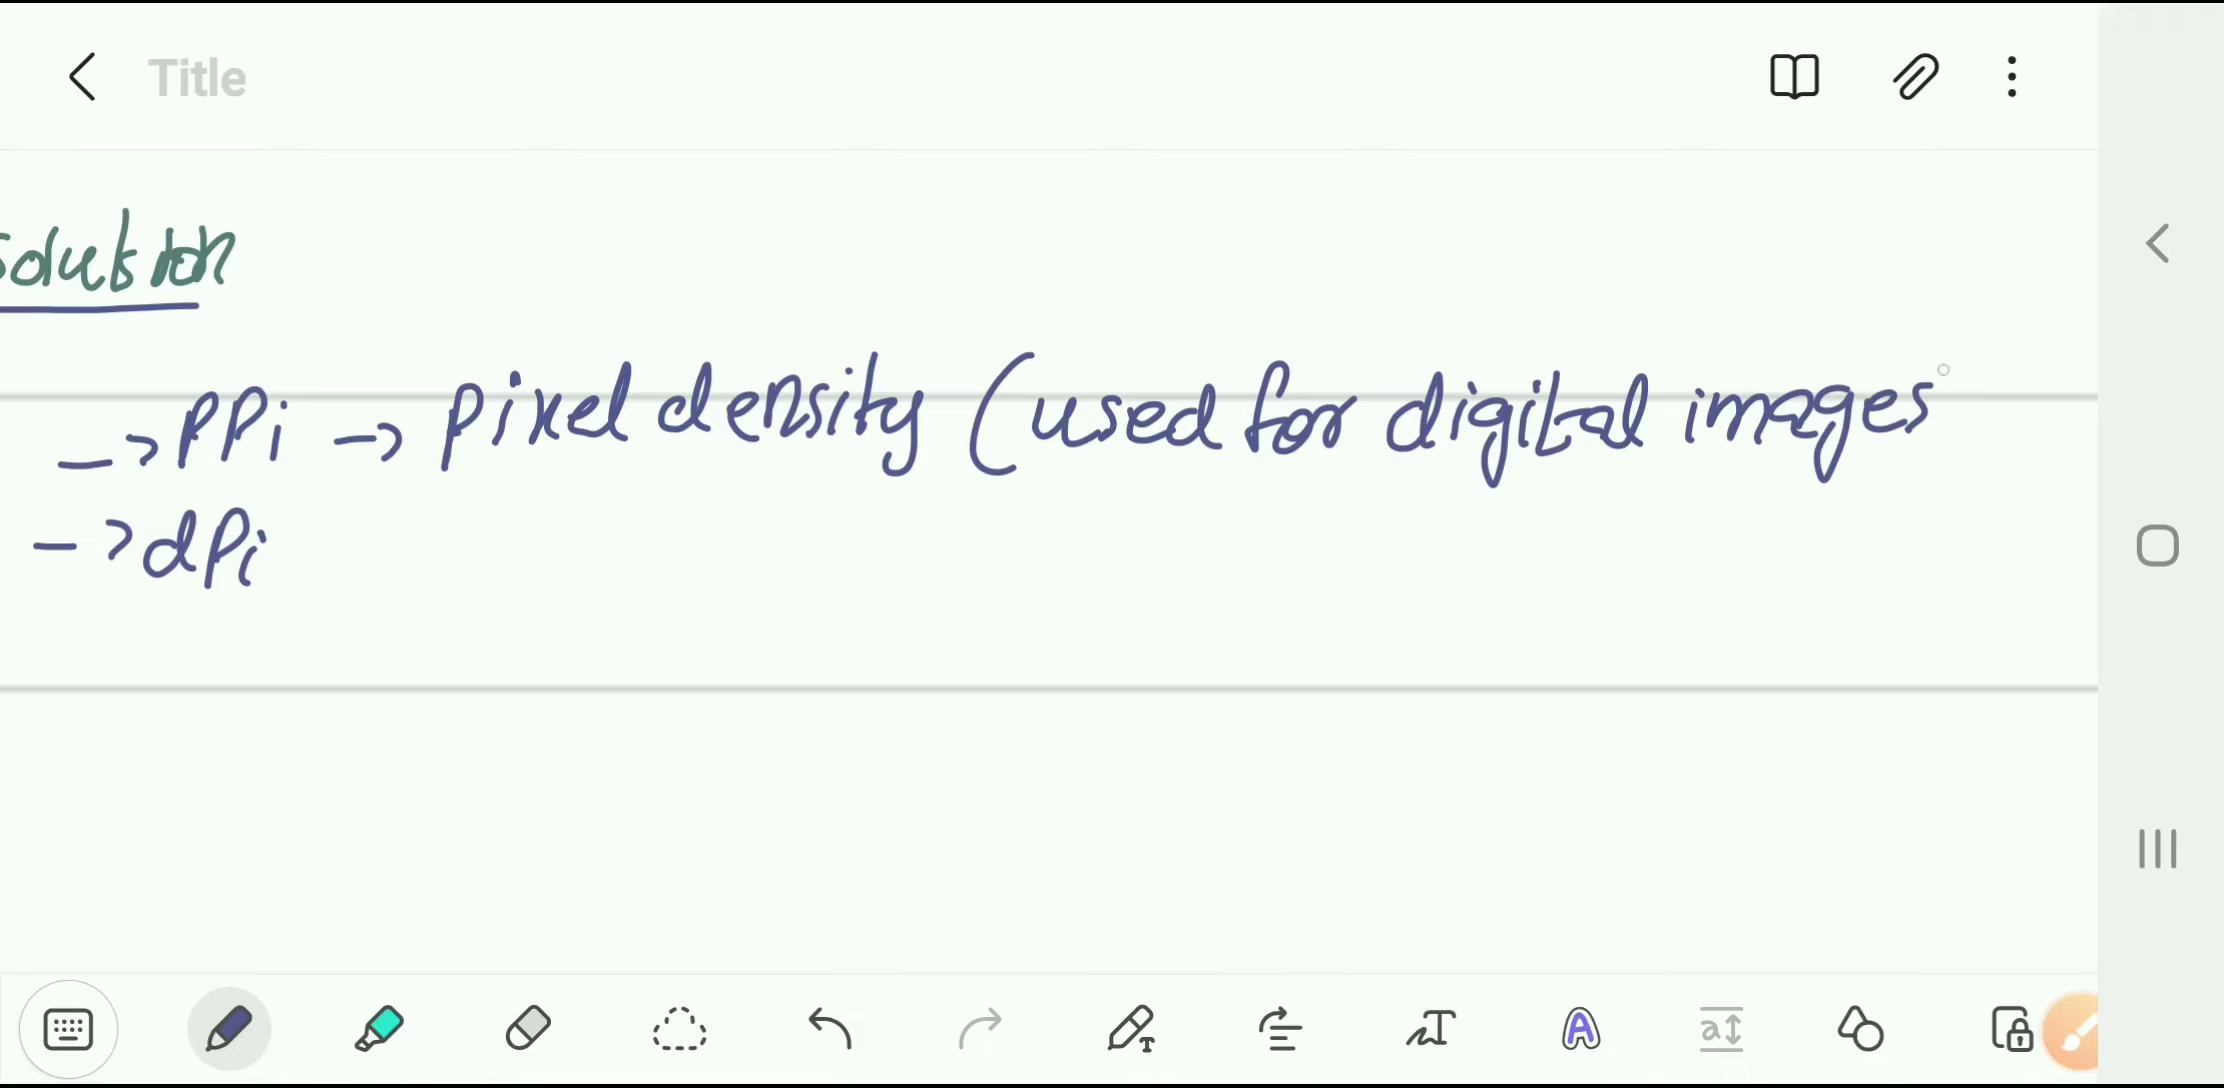 Title
solution
→ PPi → Pixel density (used for digital images
→ dPi